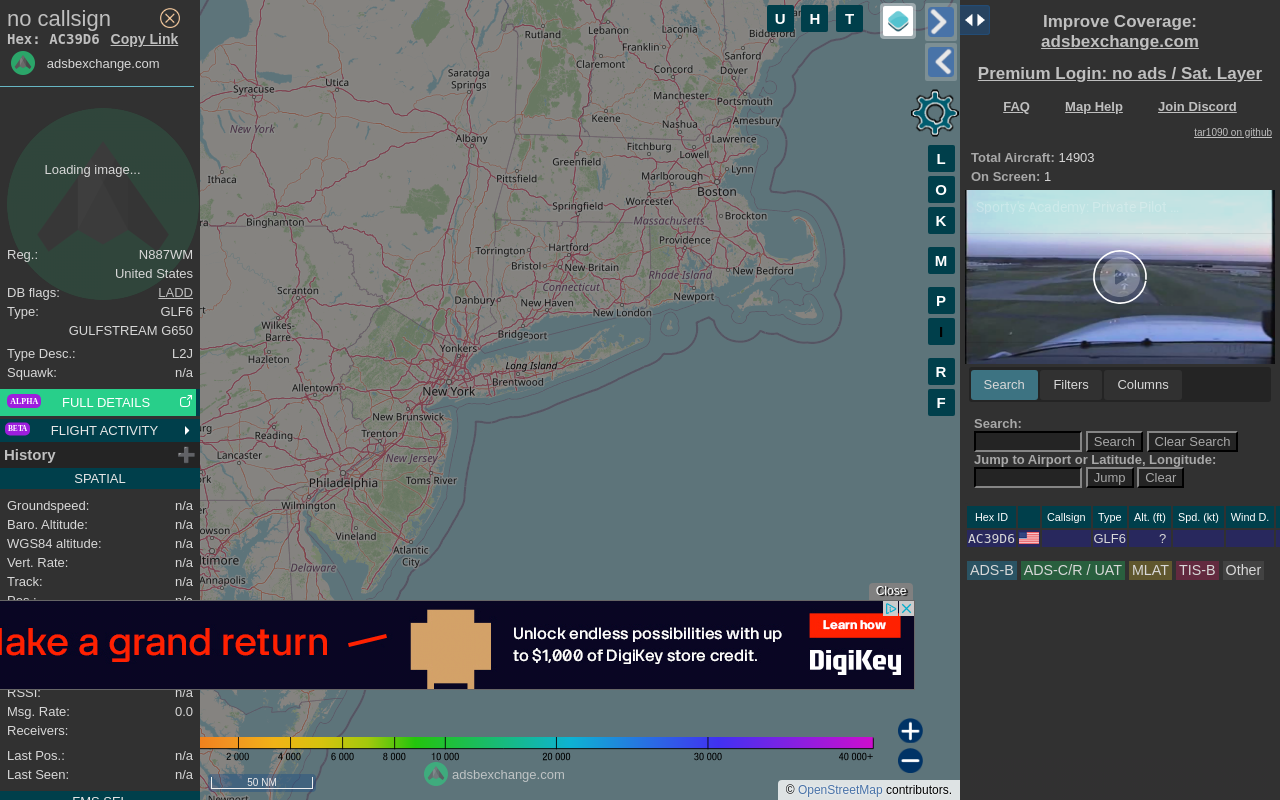 no callsign
Hex: AC39D6 Copy Link
adsbexchange.com
Loading image...
Reg.: N887WM
United States
DB flags: LADD
Type: GLF6
GULFSTREAM G650
Type Desc.: L2J
Squawk: n/a
ALPHA FULL DETAILS
BETA FLIGHT ACTIVITY
History
SPATIAL
Groundspeed: n/a
Baro. Altitude: n/a
WGS84 altitude: n/a
Vert. Rate: n/a
Track: n/a
Pos.: n/a
RSSI: n/a
Msg. Rate: 0.0
Receivers:
Last Pos.: n/a
Last Seen: n/a
FMS SEL
U H T
L
O
K
M
P
I
R
F
Rutland
Lebanon
Laconia
Biddeford
Franklin
Sanford
Claremont
Concord
Dover
Saratoga
Springs
Utica
Syracuse
Manchester
Portsmouth
Keene
Nashua
Amesbury
New York
Albany
Lawrence
Fitchburg
Lowell
Greenfield
Lynn
Ithaca
Pittsfield
Marlborough
Boston
Springfield
Worcester
Brockton
Binghamton
Massachusetts
Torrington
Hartford
Providence
Bristol
New Britain
Rhode Island
New Bedford
Scranton
Connecticut
Danbury
New Haven
Newport
New London
Wilkes-
Barre
Bridgeport
Hazleton
Yonkers
Long Island
Allentown
New York
Brentwood
New Brunswick
Reading
Trenton
Lancaster
New Jersey
Philadelphia
Toms River
Wilmington
Vineland
Atlantic
City
Annapolis
Delaware
Close
Make a grand return
Unlock endless possibilities with up
to $1,000 of DigiKey store credit.
Learn how
DigiKey
2 000 4 000 6 000 8 000 10 000 20 000 30 000 40 000+
adsbexchange.com
50 NM
Newport
© OpenStreetMap contributors.
Improve Coverage:
adsbexchange.com
Premium Login: no ads / Sat. Layer
FAQ Map Help Join Discord
tar1090 on github
Total Aircraft: 14903
On Screen: 1
Sporty's Academy: Private Pilot
Search Filters Columns
Search:
Search Clear Search
Jump to Airport or Latitude, Longitude:
Jump Clear
Hex ID Callsign Type Alt. (ft) Spd. (kt) Wind D.
AC39D6 GLF6 ?
ADS-B ADS-C/R / UAT MLAT TIS-B Other